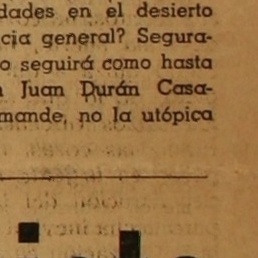 dades en el desierto
cia general? Segura-
o seguirá como hasta
Juan Durán Casa-
mande, no la utópica